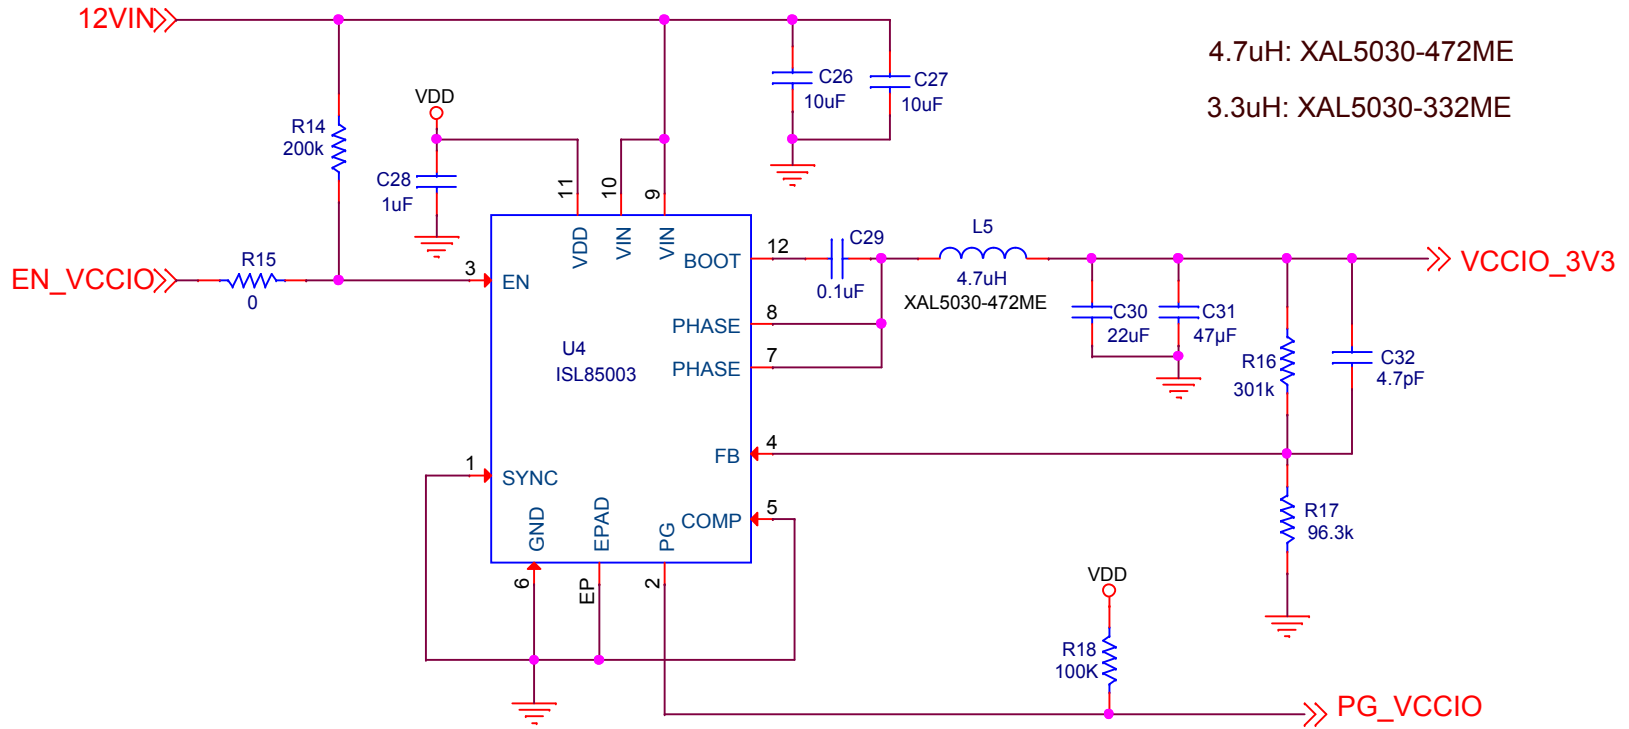 12VIN
4.7uH: XAL5030-472ME
3.3uH: XAL5030-332ME
C26
10uF
C27
10uF
VDD
R14
200k
C28
1uF
11
10
9
VDD
VIN
VIN
EN_VCCIO
R15
0
3
EN
BOOT
12
C29
0.1uF
L5
4.7uH
XAL5030-472ME
VCCIO_3V3
PHASE
8
PHASE
7
U4
ISL85003
C30
22uF
C31
47µF
R16
301k
C32
4.7pF
FB
4
1
SYNC
GND
EPAD
PG
COMP
5
6
EP
2
R17
96.3k
VDD
R18
100K
PG_VCCIO